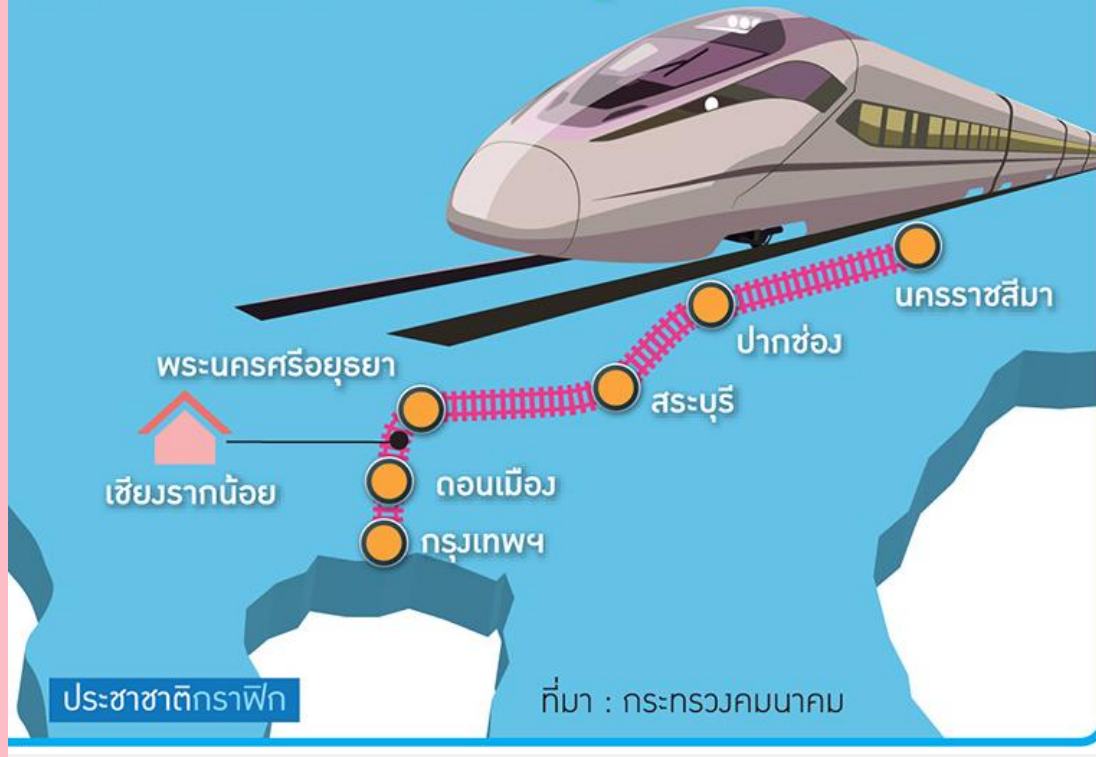 นครราชสีมา
ปากช่อง
พระนครศรีอยุธยา
สระบุรี
เชียงรากน้อย
ดอนเมือง
กรุงเทพฯ
ประชาชาติกราฟิก
ที่มา : กระทรวงคมนาคม